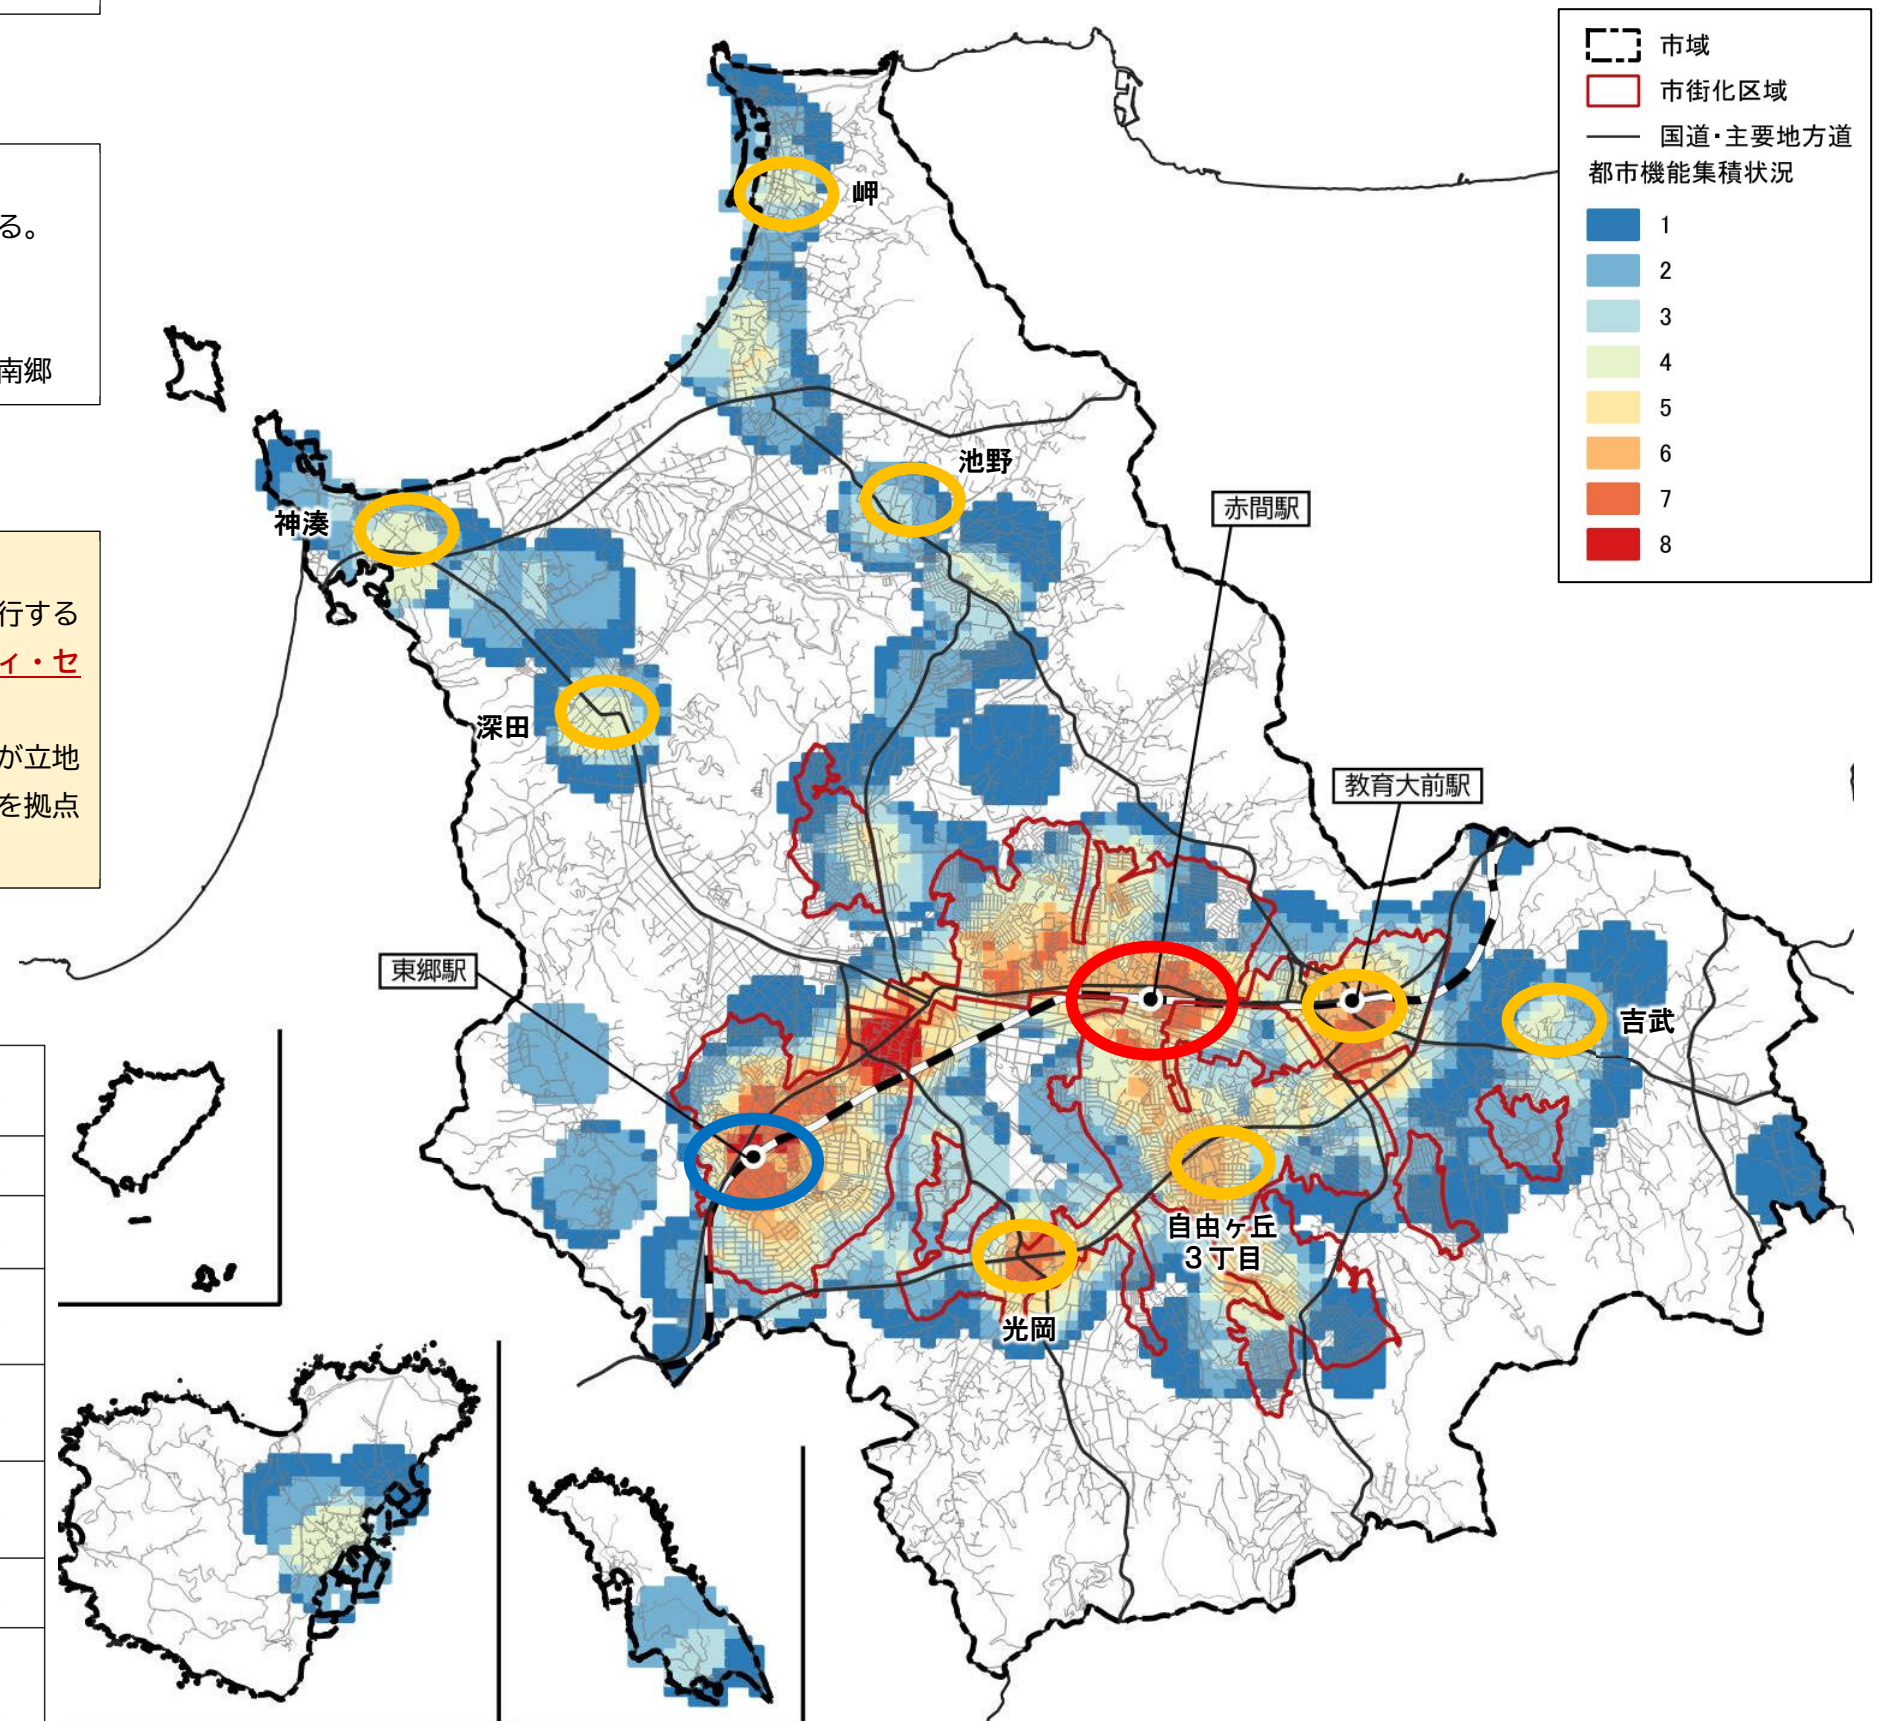 る。
南郷
行する
ィ・セ
が立地
を拠点
市域
市街化区域
国道・主要地方道
都市機能集積状況
1
2
3
4
5
6
7
8
岬
池野
神湊
赤間駅
深田
教育大前駅
東郷駅
吉武
自由ヶ丘
3丁目
光岡